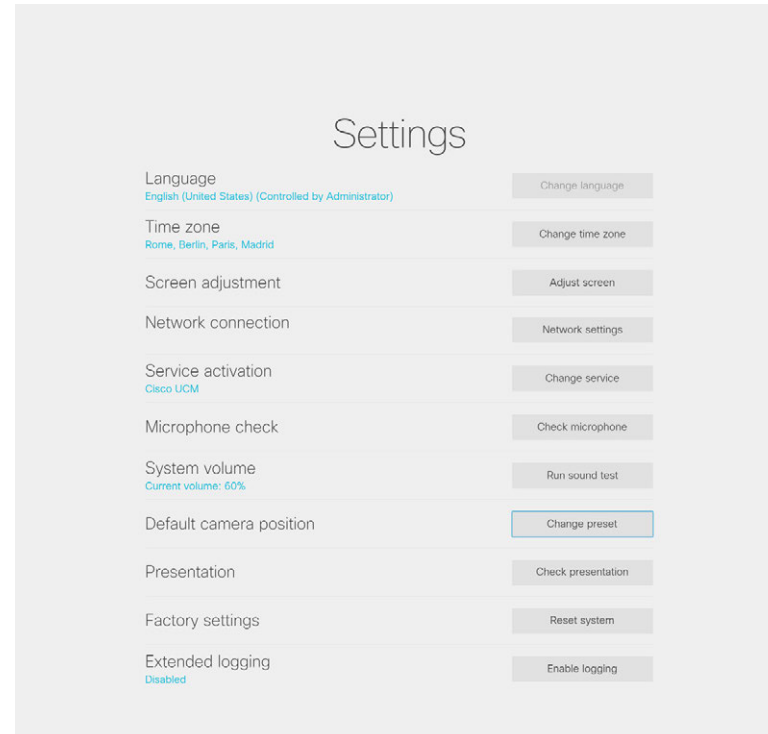 Settings
Language
Change language
English (United States) (Controlled by Administrator)
Time zone
Change time zone
Rome, Berlin, Paris, Madrid
Screen adjustment
Adjust screen
Network connection
Network settings
Service activation
Change service
Cisco UCM
Microphone check
Check microphone
System volume
Run sound test
Current volume: 60%
Default camera position
Change preset
Presentation
Check presentation
Factory settings
Reset system
Extended logging
Enable logging
Disabled